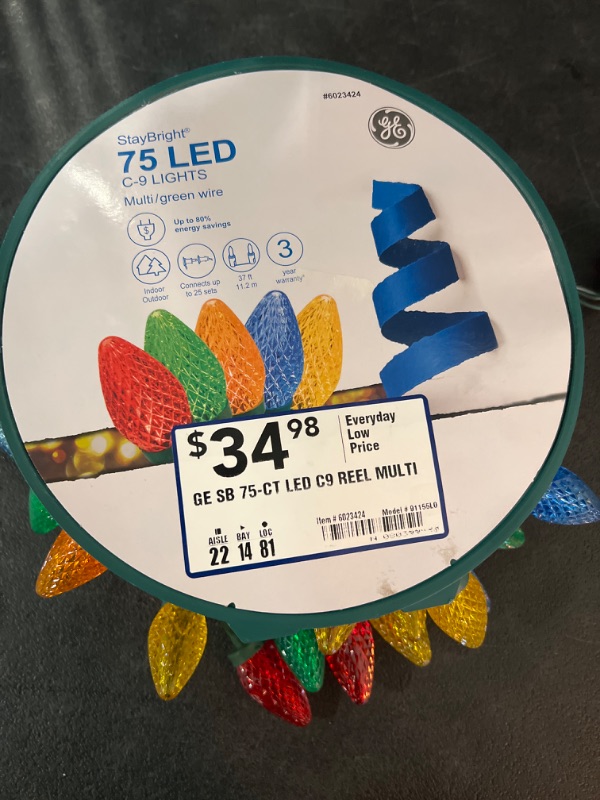 #6023424
GE
StayBright®
75 LED
C-9 LIGHTS
Multi/green wire
$
Up to 80%
energy savings
Indoor
Outdoor
Connects up
to 25 sets
37 ft
11.2 m
3
year
warranty*
$34.98
Everyday
Low
Price
GE SB 75-CT LED C9 REEL MULTI
Item # 6023424 Model # 91155LO
AISLE BAY LOC
22 14 81